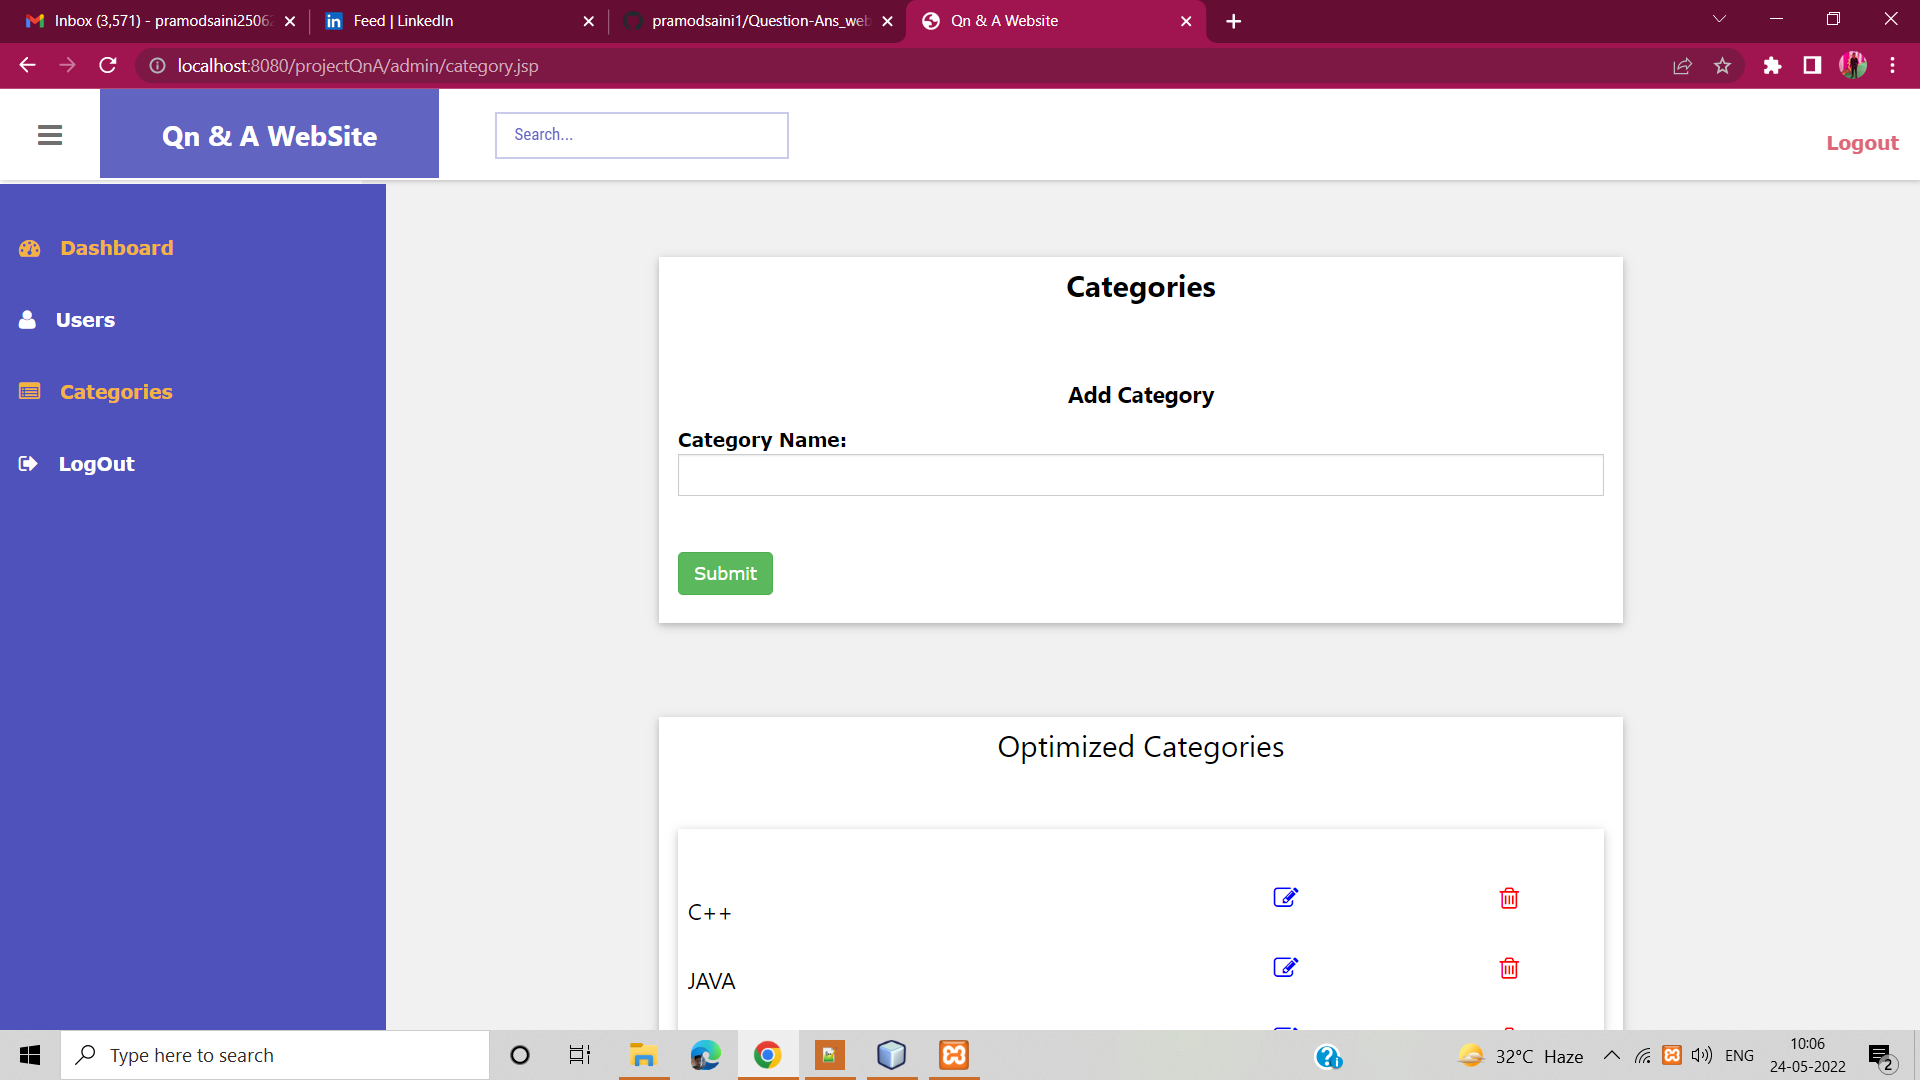 Inbox (3,571) - pramodsaini2506
Feed | LinkedIn
pramodsaini1/Question-Ans_web
Qn & A Website
localhost:8080/projectQnA/admin/category.jsp
Qn & A WebSite
Search...
Logout
Dashboard
Users
Categories
LogOut
Categories
Add Category
Category Name:
Submit
Optimized Categories
C++
JAVA
Type here to search
32°C Haze
ENG
10:06
24-05-2022
2